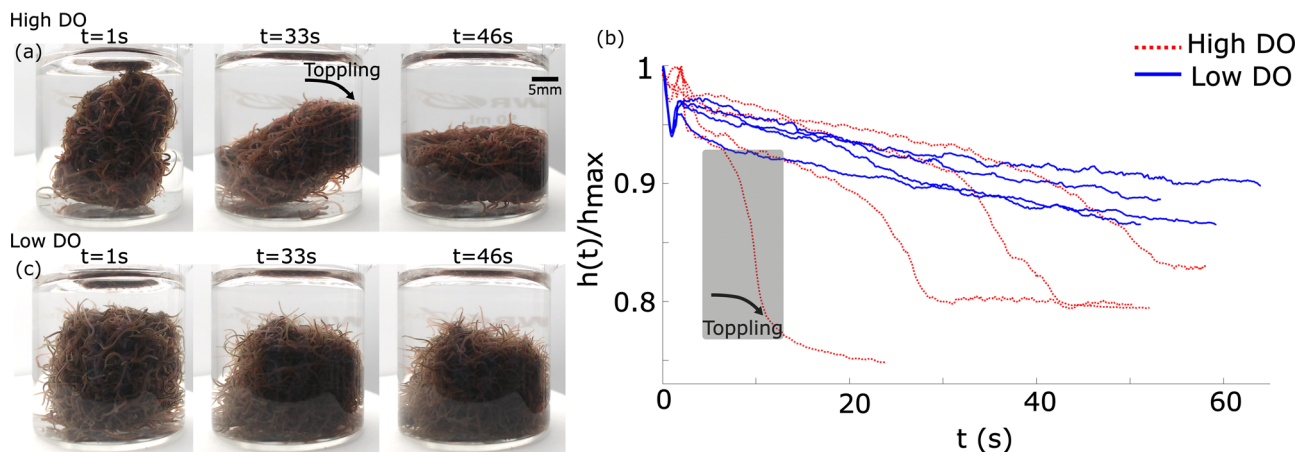 High DO
(a)
t=1s
t=33s
t=46s
Toppling
5mm
Low DO
(c)
t=1s
t=33s
t=46s
(b)
High DO
Low DO
h(t)/hmax
1
0.9
0.8
Toppling
0
20
40
60
t (s)